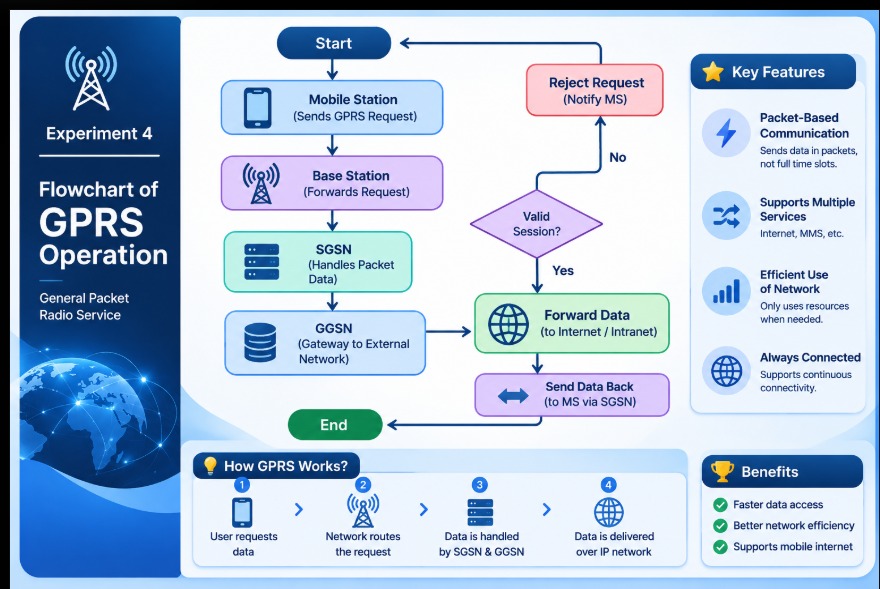 Experiment 4
Flowchart of
GPRS
Operation
General Packet
Radio Service
Start
Mobile Station
(Sends GPRS Request)
Base Station
(Forwards Request)
SGSN
(Handles Packet
Data)
GGSN
(Gateway to External
Network)
Reject Request
(Notify MS)
No
Valid
Session?
Yes
Forward Data
(to Internet / Intranet)
Send Data Back
(to MS via SGSN)
End
Key Features
Packet-Based
Communication
Sends data in packets,
not full time slots.
Supports Multiple
Services
Internet, MMS, etc.
Efficient Use
of Network
Only uses resources
when needed.
Always Connected
Supports continuous
connectivity.
How GPRS Works?
1
User requests
data
2
Network routes
the request
3
Data is handled
by SGSN & GGSN
4
Data is delivered
over IP network
Benefits
Faster data access
Better network efficiency
Supports mobile internet